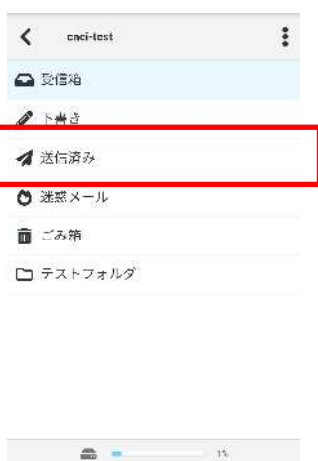 cnci-test
受信箱
下書き
送信済み
迷惑メール
ごみ箱
テストフォルダ
1%